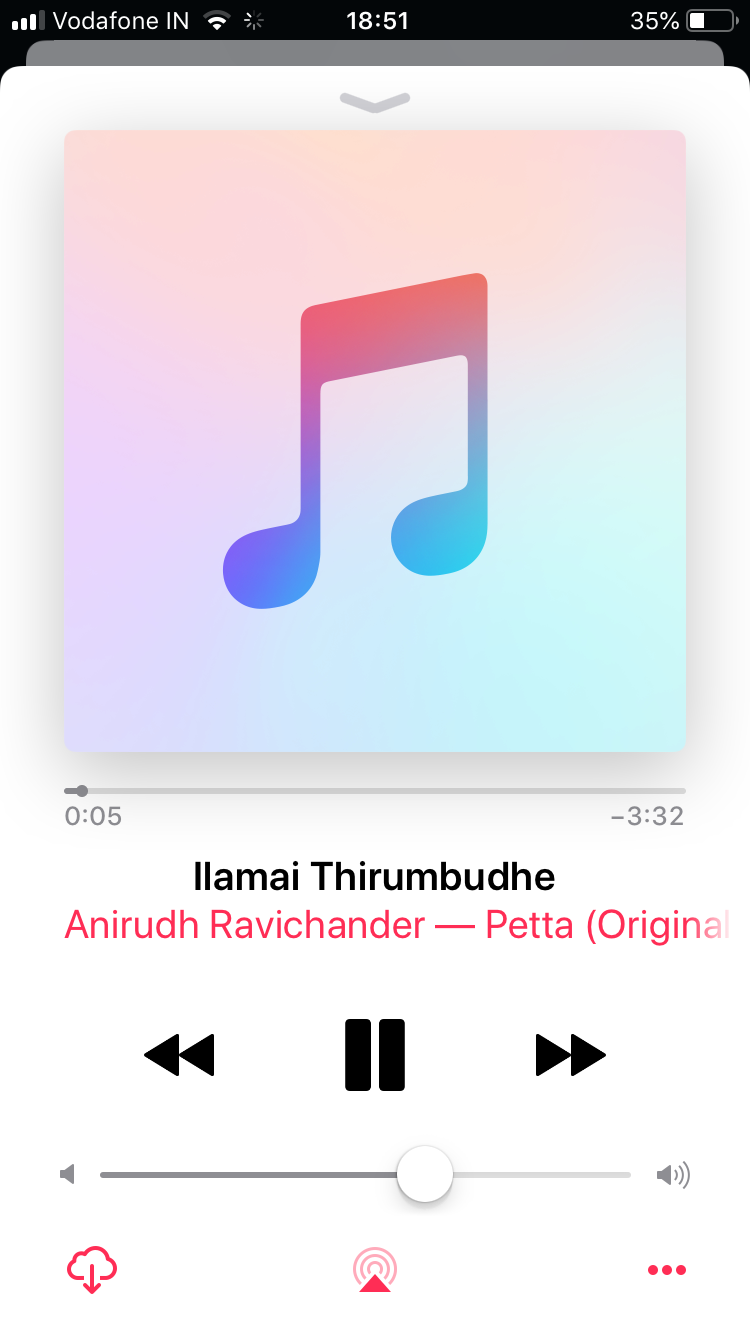 Vodafone IN 18:51 35%
0:05 −3:32
Ilamai Thirumbudhe
Anirudh Ravichander — Petta (Original